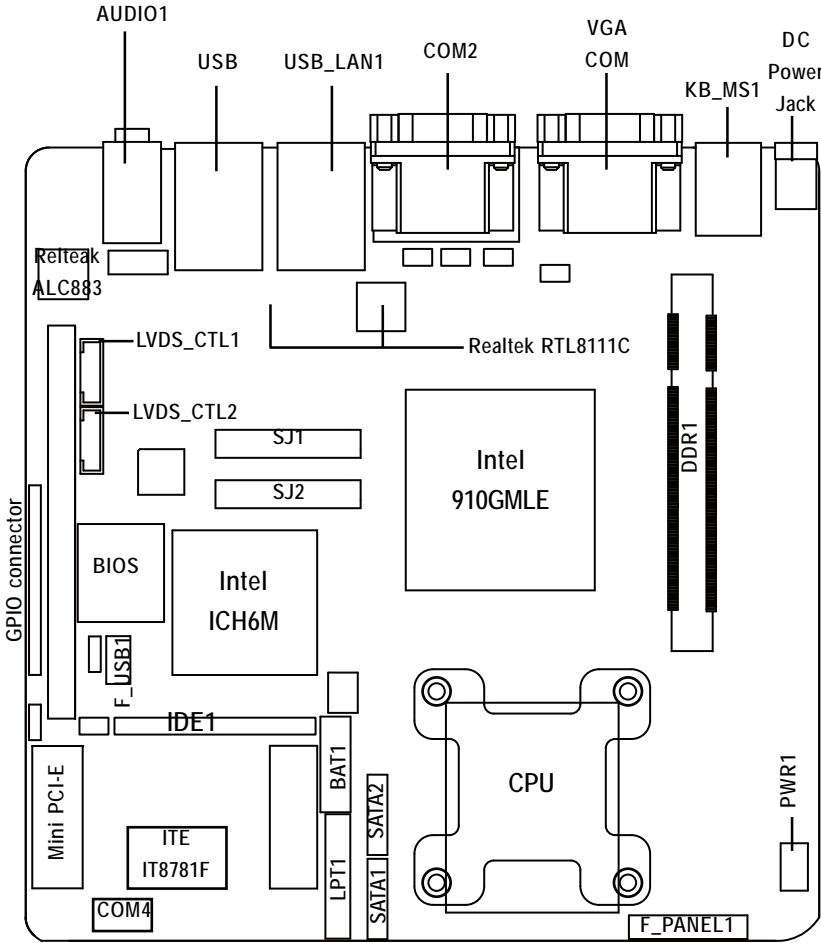 AUDIO1
USB
USB_LAN1
COM2
VGA
COM
KB_MS1
DC
Power
Jack
Relteak
ALC883
LVDS_CTL1
Realtek RTL8111C
LVDS_CTL2
SJ1
SJ2
Intel
910GMLE
DDR1
GPIO connector
BIOS
Intel
ICH6M
F_USB1
IDE1
Mini PCI-E
BAT1
SATA2
CPU
PWR1
ITE
IT8781F
LPT1
SATA1
COM4
F_PANEL1